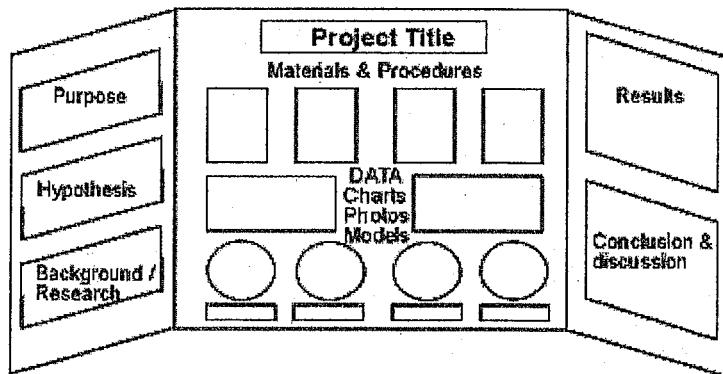 Purpose
Hypothesis
Background /
Research
Project Title
Materials & Procedures
DATA
Charts
Photos
Models
Results
Conclusion &
discussion